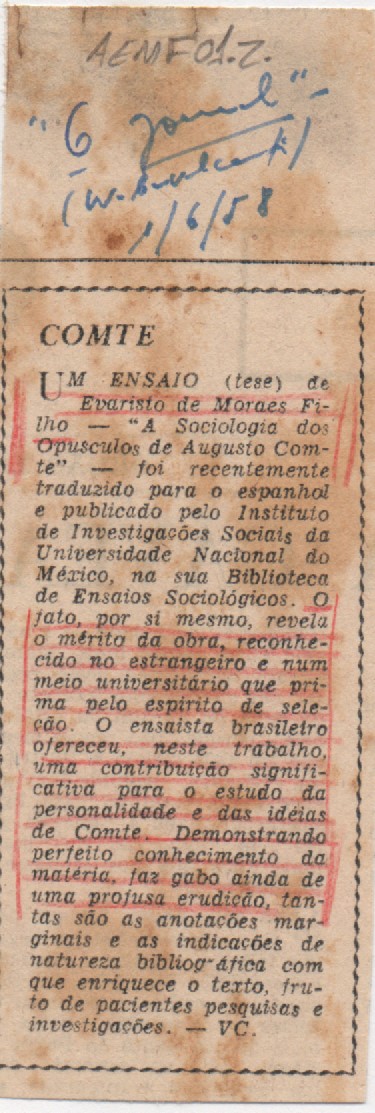 AEMF01.2.
"6 Jornal"
(W.
1/6/58
COMTE
UM ENSAIO (tese) de
Evaristo de Moraes Fi-
lho — "A Sociologia dos
Opusculos de Augusto Com-
te" — foi recentemente
traduzido para o espanhol
e publicado pelo Instituto
de Investigações Sociais da
Universidade Nacional do
México, na sua Biblioteca
de Ensaios Sociológicos. O
fato, por si mesmo, revela
o mérito da obra, reconhe-
cido no estrangeiro e num
meio universitário que pri-
ma pelo espírito de sele-
ção. O ensaista brasileiro
ofereceu, neste trabalho,
uma contribuição signifi-
cativa para o estudo da
personalidade e das idéias
de Comte. Demonstrando
perfeito conhecimento da
matéria, faz gabo ainda de
uma profusa erudição, tan-
tas são as anotações mar-
ginais e as indicações de
natureza bibliográfica com
que enriquece o texto, fru-
to de pacientes pesquisas e
investigações. — VC.